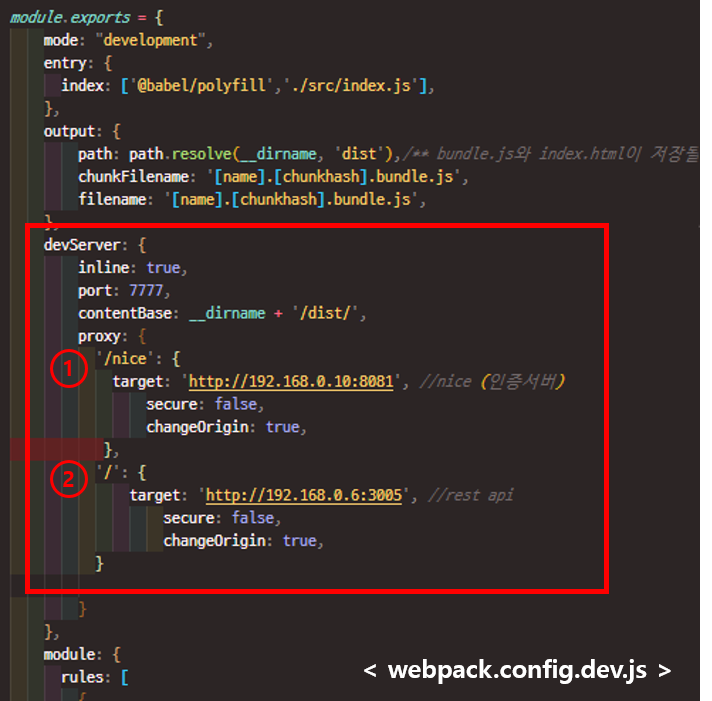 module.exports = {
mode: "development",
entry: {
index: ['@babel/polyfill','./src/index.js'],
},
output: {
path: path.resolve(__dirname, 'dist'),/** bundle.js와 index.html이 저장될
chunkFilename: '[name].[chunkhash].bundle.js',
filename: '[name].[chunkhash].bundle.js',
},
devServer: {
inline: true,
port: 7777,
contentBase: __dirname + '/dist/',
proxy: {
① '/nice': {
target: 'http://192.168.0.10:8081', //nice (인증서버)
secure: false,
changeOrigin: true,
},
② '/': {
target: 'http://192.168.0.6:3005', //rest api
secure: false,
changeOrigin: true,
}
}
},
module: {
rules: [
{
< webpack.config.dev.js >